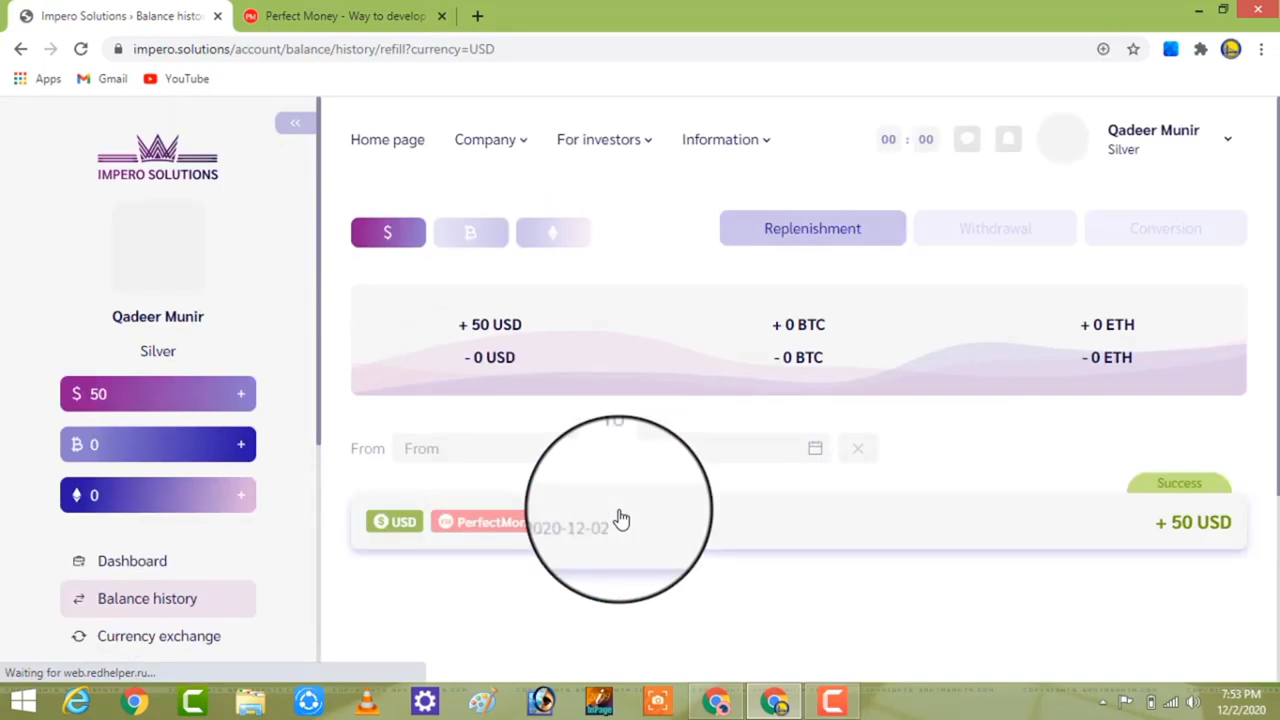 Impero Solutions › Balance histo
Perfect Money - Way to develop
impero.solutions/account/balance/history/refill?currency=USD
Apps
Gmail
YouTube
IMPERO SOLUTIONS
Home page
Company
For investors
Information
00 : 00
Qadeer Munir
Silver
$
Replenishment
Withdrawal
Conversion
Qadeer Munir
Silver
$ 50 +
0 +
0 +
+ 50 USD
+ 0 BTC
+ 0 ETH
- 0 USD
- 0 BTC
- 0 ETH
From
From
Success
USD
PM PerfectMon
2020-12-02
+ 50 USD
Dashboard
Balance history
Currency exchange
Waiting for web.redhelper.ru...
InPage
7:53 PM
12/2/2020